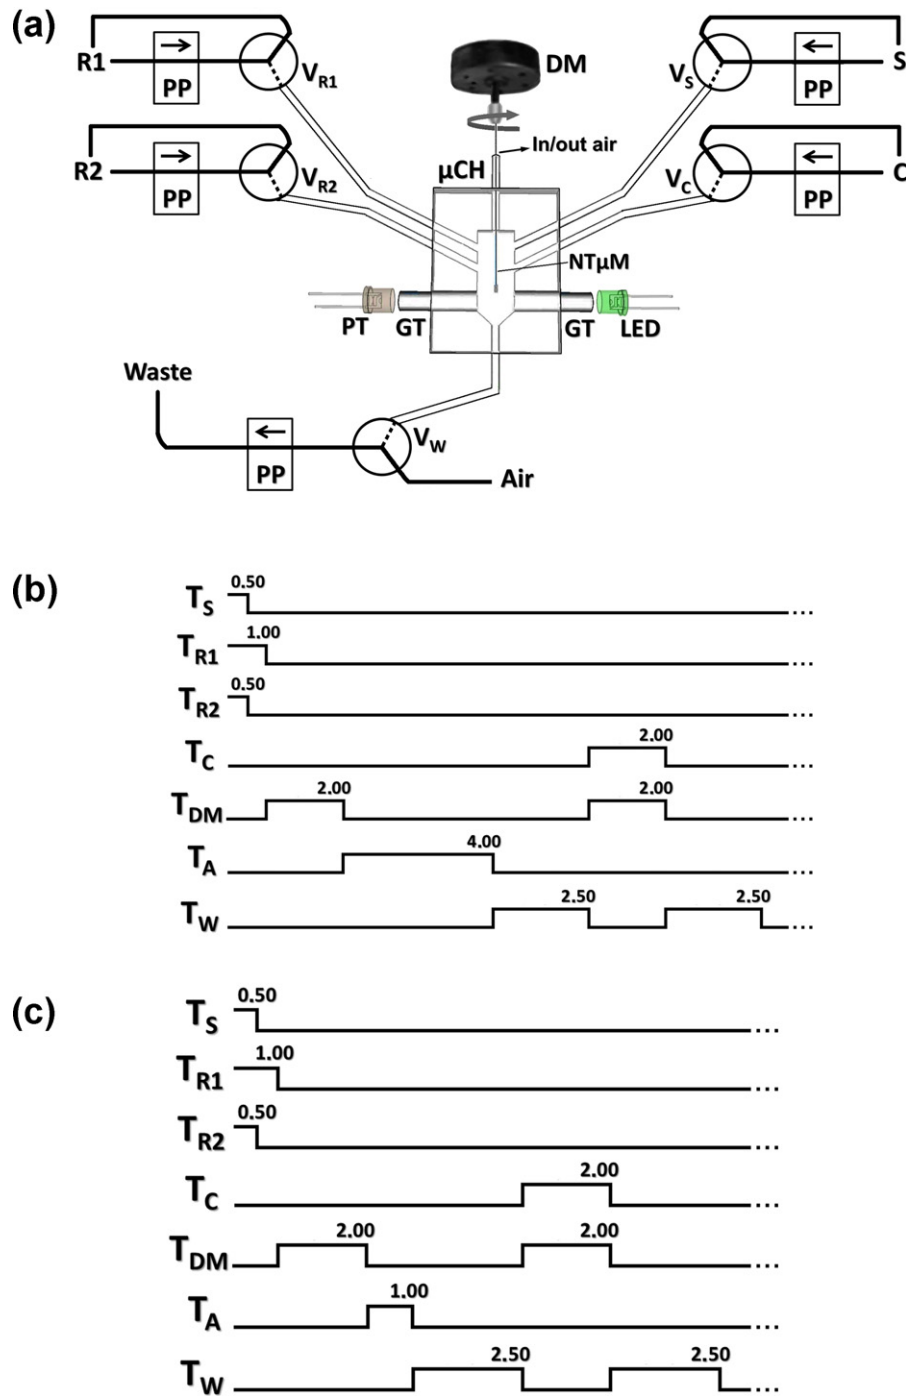 (a)
R1 PP V_R1 DM V_S PP S
R2 PP V_R2 In/out air V_C PP C
µCH
NTµM
PT GT GT LED
Waste
PP V_W Air
(b)
T_S 0.50
T_R1 1.00
T_R2 0.50
T_C 2.00
T_DM 2.00 2.00
T_A 4.00
T_W 2.50 2.50
(c)
T_S 0.50
T_R1 1.00
T_R2 0.50
T_C 2.00
T_DM 2.00 2.00
T_A 1.00
T_W 2.50 2.50